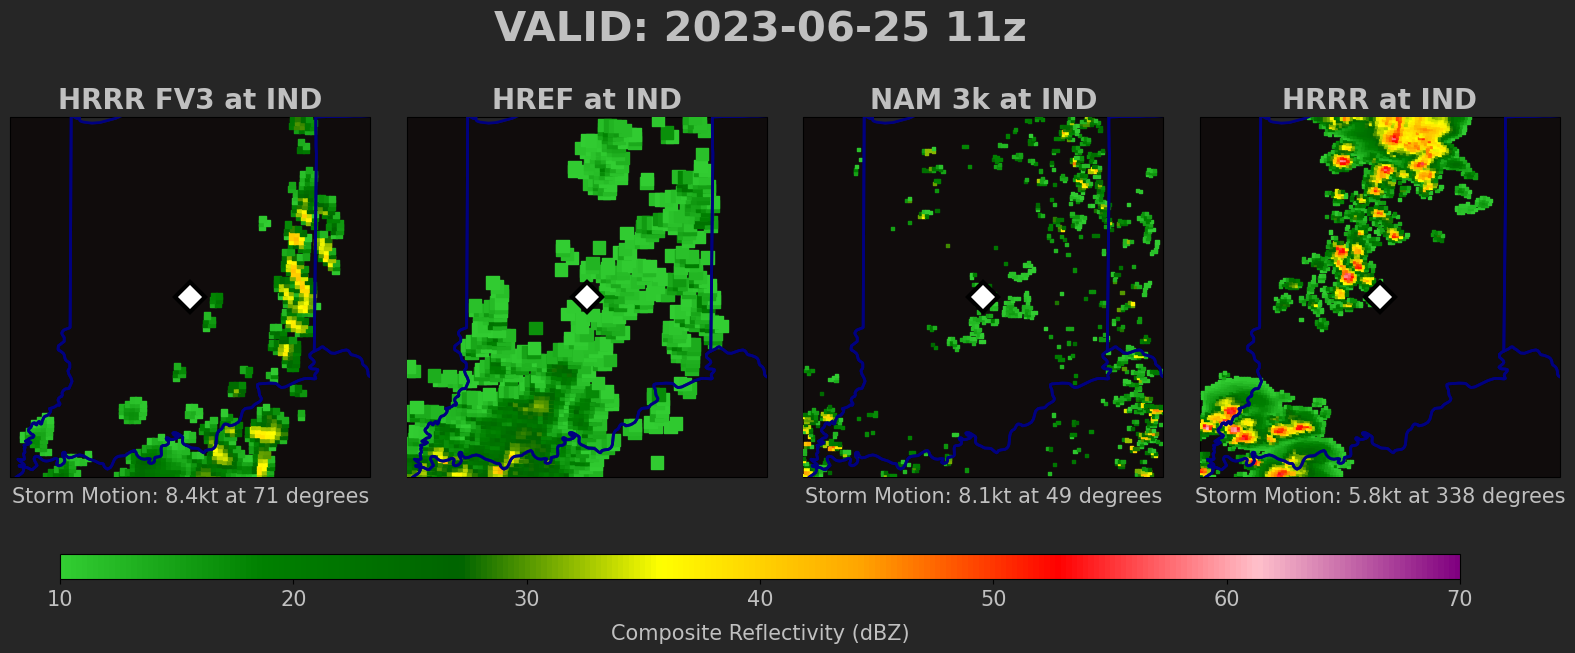 VALID: 2023-06-25 11z
HRRR FV3 at IND
HREF at IND
NAM 3k at IND
HRRR at IND
Storm Motion: 8.4kt at 71 degrees
Storm Motion: 8.1kt at 49 degrees
Storm Motion: 5.8kt at 338 degrees
10 20 30 40 50 60 70
Composite Reflectivity (dBZ)